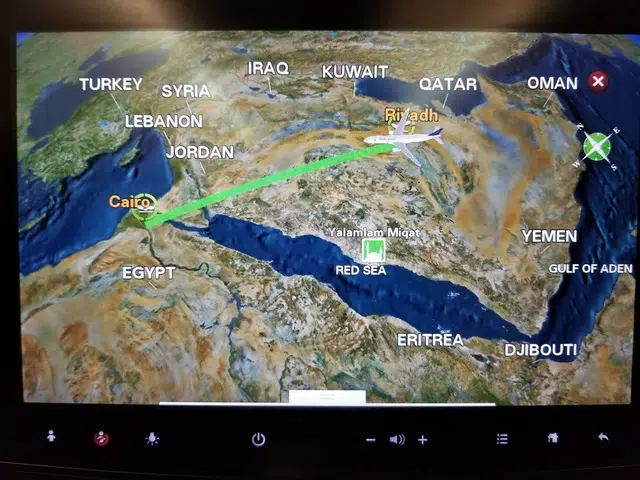 TURKEY
SYRIA
IRAQ
KUWAIT
QATAR
OMAN
LEBANON
Riyadh
JORDAN
Cairo
Yalamlam Miqat
YEMEN
EGYPT
RED SEA
GULF OF ADEN
ERITREA
DJIBOUTI